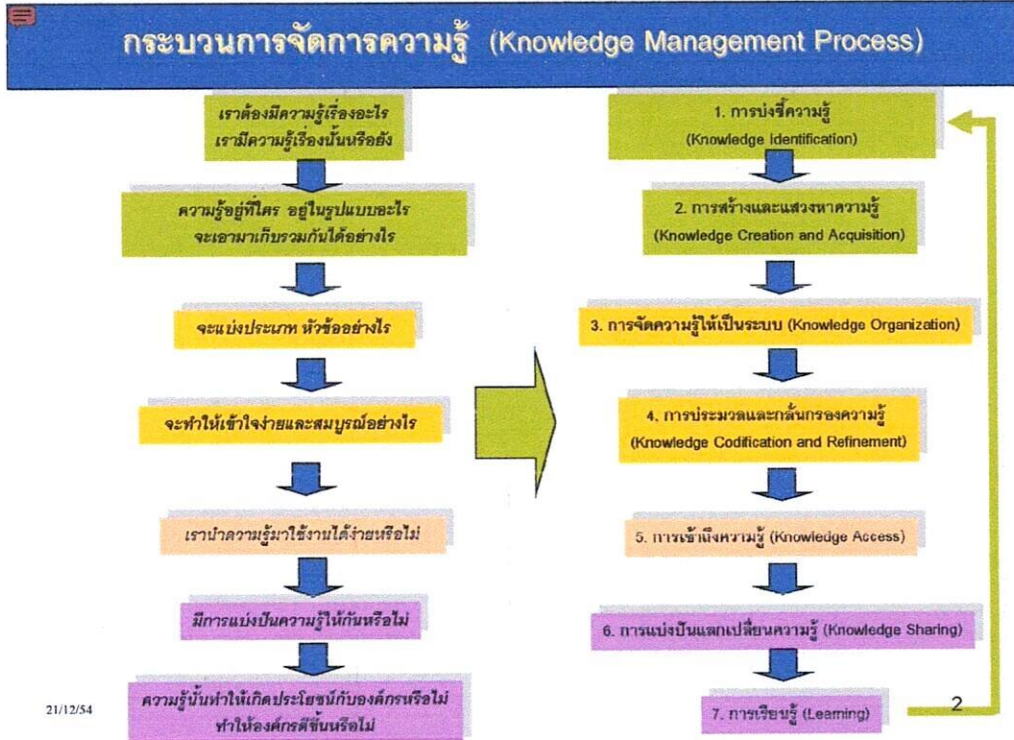 กระบวนการจัดการความรู้ (Knowledge Management Process)
เราต้องมีความรู้เรื่องอะไร
เรามีความรู้เรื่องนั้นหรือยัง
ความรู้อยู่ที่ใคร อยู่ในรูปแบบอะไร
จะเอามาเก็บรวมกันได้อย่างไร
จะแบ่งประเภท หัวข้ออย่างไร
จะทำให้เข้าใจง่ายและสมบูรณ์อย่างไร
เรานำความรู้มาใช้งานได้ง่ายหรือไม่
มีการแบ่งปันความรู้ให้กันหรือไม่
ความรู้นั้นทำให้เกิดประโยชน์กับองค์กรหรือไม่
ทำให้องค์กรดีขึ้นหรือไม่
1. การบ่งชี้ความรู้
(Knowledge Identification)
2. การสร้างและแสวงหาความรู้
(Knowledge Creation and Acquisition)
3. การจัดความรู้ให้เป็นระบบ (Knowledge Organization)
4. การประมวลและกลั่นกรองความรู้
(Knowledge Codification and Refinement)
5. การเข้าถึงความรู้ (Knowledge Access)
6. การแบ่งปันแลกเปลี่ยนความรู้ (Knowledge Sharing)
7. การเรียนรู้ (Learning)
21/12/54
2